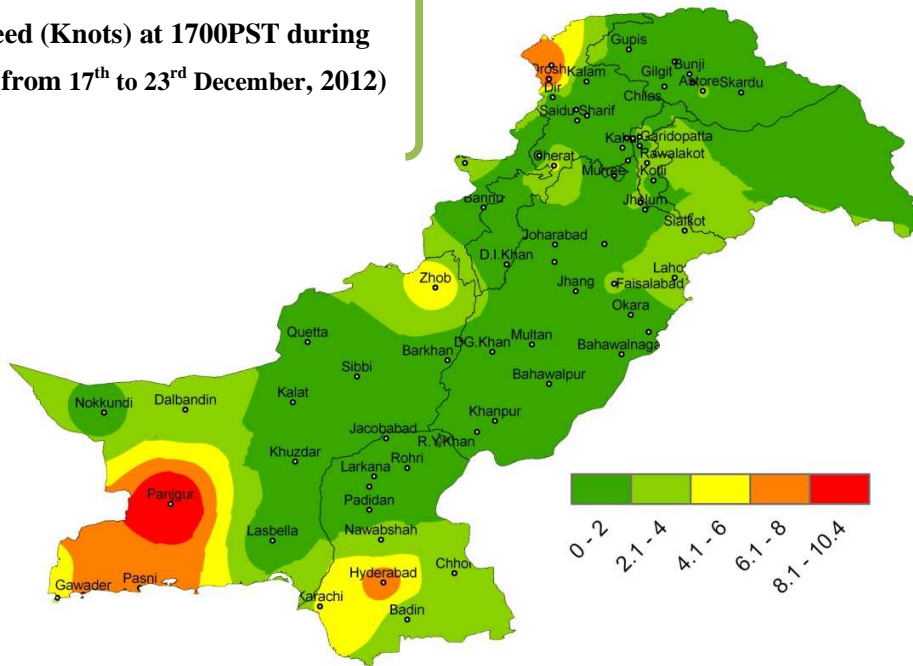 eed (Knots) at 1700PST during
from 17th to 23rd December, 2012)
Gupis
Gilgit
Bunji
Drosh
Kalam
Astore
Skardu
Dir
Chilas
Saidu Sharif
Garidopatta
Cherat
Rawalakot
Murree
Kotli
Bannu
Jhelum
Sialkot
Joharabad
D.I.Khan
Zhob
Jhang
Faisalabad
Laho
Okara
Quetta
Barkhan
DG.Khan
Multan
Bahawalnaga
Sibbi
Bahawalpur
Nokkundi
Dalbandin
Kalat
Khanpur
Jacobabad
R.Y.Khan
Khuzdar
Larkana
Rohri
Panjgur
Padidan
Lasbella
Nawabshah
Gawader
Pasni
Hyderabad
Chhor
Karachi
Badin
0 - 2
2.1 - 4
4.1 - 6
6.1 - 8
8.1 - 10.4